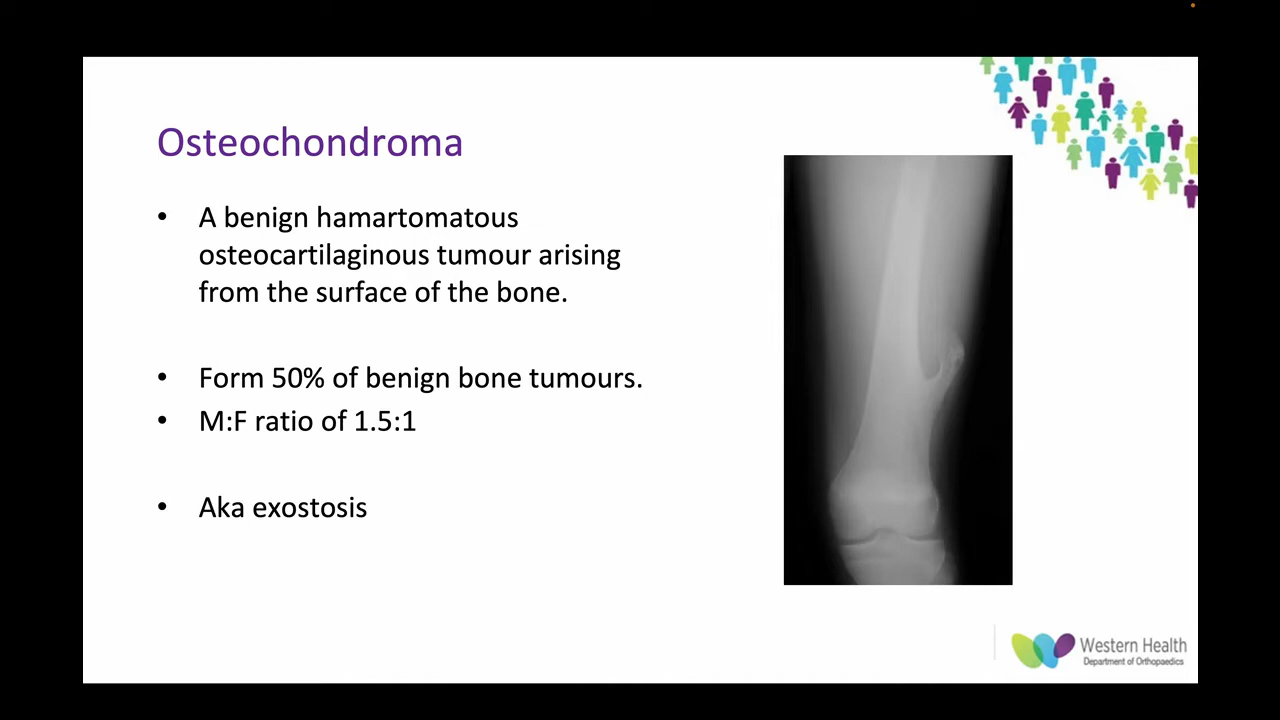 Osteochondroma
• A benign hamartomatous
osteocartilaginous tumour arising
from the surface of the bone.
• Form 50% of benign bone tumours.
• M:F ratio of 1.5:1
• Aka exostosis
Western Health
Department of Orthopaedics